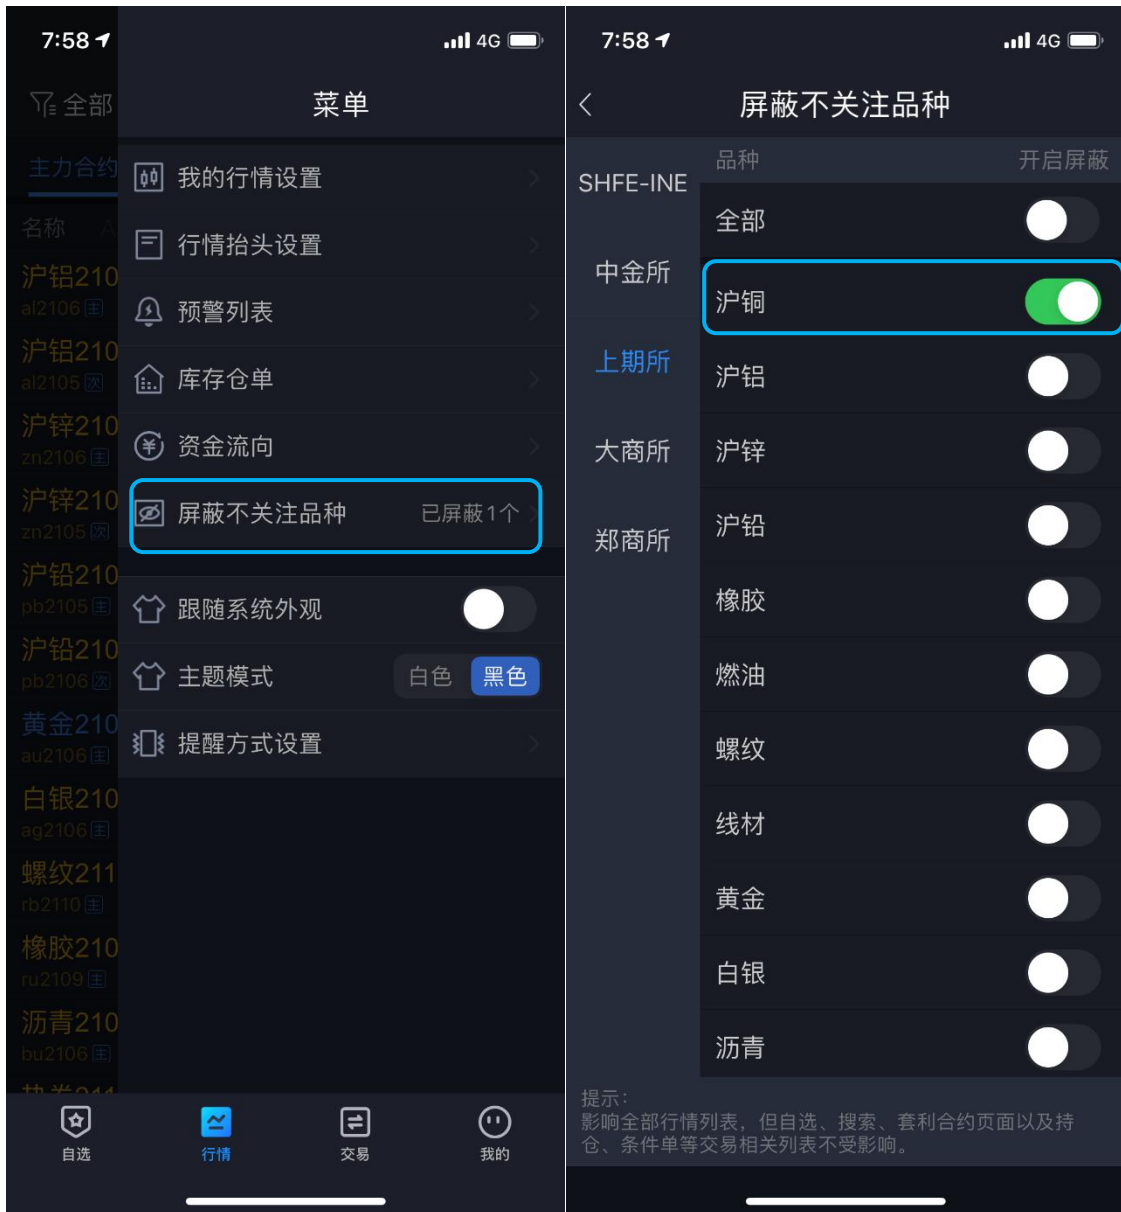 7:58
4G
全部
菜单
主力合约
我的行情设置
名称 A
行情抬头设置
沪铝210
al2106 主
预警列表
沪铝210
al2105 次
库存仓单
沪锌210
zn2106 主
资金流向
沪锌210
zn2105 次
屏蔽不关注品种 已屏蔽1个
沪铅210
pb2105 主
跟随系统外观
沪铅210
pb2106 次
主题模式 白色 黑色
黄金210
au2106 主
提醒方式设置
白银210
ag2106 主
螺纹211
rb2110 主
橡胶210
ru2109 主
沥青210
bu2106 主
自选
行情
交易
我的
7:58
4G
屏蔽不关注品种
SHFE-INE
中金所
上期所
大商所
郑商所
品种 开启屏蔽
全部
沪铜
沪铝
沪锌
沪铅
橡胶
燃油
螺纹
线材
黄金
白银
沥青
提示：
影响全部行情列表，但自选、搜索、套利合约页面以及持
仓、条件单等交易相关列表不受影响。